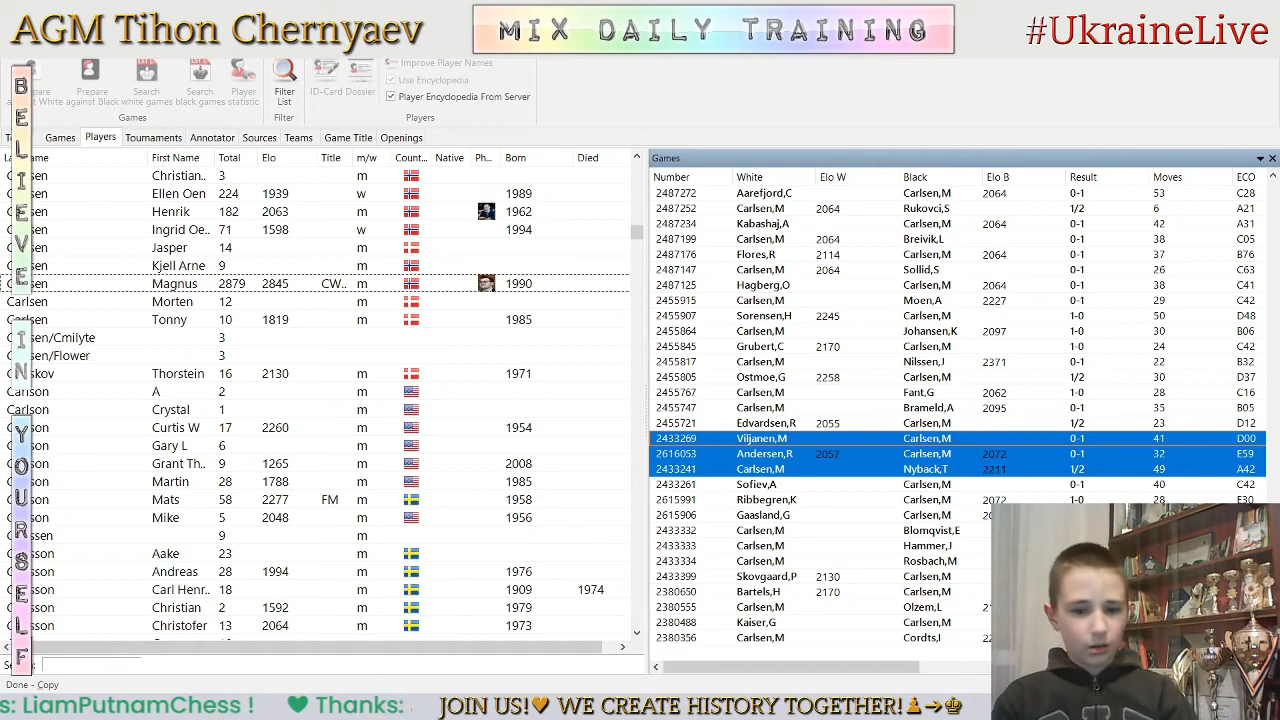 AGM Tihon Chernyaev
MIX DAILY TRAINING
#UkraineLive
BELIEVE
IN
YOURSELF
Prepare against White
Prepare against Black
Search white games
Search black games
Player statistic
Games
Filter List
Filter
ID-Card Dossier
Improve Player Names
Use Encyclopedia
Player Encyclopedia From Server
Players
Games Players Tournaments Annotator Sources Teams Game Title Openings
First Name Total Elo Title m/w Count... Native Ph... Born Died
Christian.. 3 m
Ellen Oen 224 1939 w 1989
Henrik 182 2063 m 1962
Ingrid Oe.. 71 1598 w 1994
Jasper 14 m
Kjell Arne 9 m
Magnus 2879 2845 CW.. m 1990
Carlsen Morten 12 m
Carlsen Tonny 10 1819 m 1985
Carlsen/Cmilyte 3
Carlsen/Flower 3
Thorstein 16 2130 m 1971
A 2 m
Crystal 1 m
Curtis W 17 2260 m 1954
Gary L 6 m
Grant Th.. 9 1265 m 2008
Martin 28 1788 m 1985
Mats 58 2277 FM m 1958
Mike 5 2048 m 1956
9 m
Aake 23 m
Andreas 28 1994 m 1976
Carl Henr.. 18 m 1909 1974
Christian 2 1592 m 1979
Christofer 13 2064 m 1973
Done - Copy
Games
Number White Elo W Black Elo B Result Moves ECO
2487272 Aarefjord,C Carlsen,M 2064 0-1 53 C28
2487252 Carlsen,M 2064 Rukovci,S 1/2 6 A21
2487234 Kabashaj,A Carlsen,M 2064 0-1 42 A31
2487199 Carlsen,M 2064 Breivik,L 0-1 38 C05
2487176 Flores,R 2114 Carlsen,M 2064 0-1 37 B76
2487147 Carlsen,M 2064 Sollid,S 0-1 26 C63
2487125 Hagberg,O Carlsen,M 2064 0-1 41 C41
2455915 Carlsen,M Moen,A 2227 0-1 42 C42
2455907 Sorensen,H 2245 Carlsen,M 1-0 50 D48
2455864 Carlsen,M Johansen,K 2097 1-0 30 B06
2455845 Grubert,C 2170 Carlsen,M 1-0 24 C42
2455817 Carlsen,M Nilssen,J 2371 0-1 22 B32
2455805 Ostmoe,G Carlsen,M 1/2 30 D37
2455767 Carlsen,M Fant,G 2062 1/2 26 C16
2455747 Carlsen,M Brameld,A 2095 1-0 35 B05
2455721 Edvardsen,R 2055 Carlsen,M 1/2 23 D12
2433269 Viljanen,M Carlsen,M 0-1 41 D00
2616053 Andersen,R 2057 Carlsen,M 2072 0-1 32 E59
2433241 Carlsen,M Nyback,T 2211 1/2 49 A42
2433261 Sofiev,A Carlsen,M 0-1 40 C42
2615991 Ribbegren,K Carlsen,M 2072 1-0 28 E30
2615906 Gaasland,G Carlsen,M
2433332 Carlsen,M Blomqvist,E
2433333 Carlsen,M Hammer,J
2433334 Carlsen,M Rosbach,M
2433399 Skovgaard,P 2130 Carlsen,M
2380650 Bartels,H 2170 Carlsen,M
2380555 Carlsen,M Olzem,L
2380488 Kaiser,G Carlsen,M
2380356 Carlsen,M Cordts,I
s: LiamPutnamChess ! Thanks:
JOIN US! WE CREATE HISTORY TOGETHER!